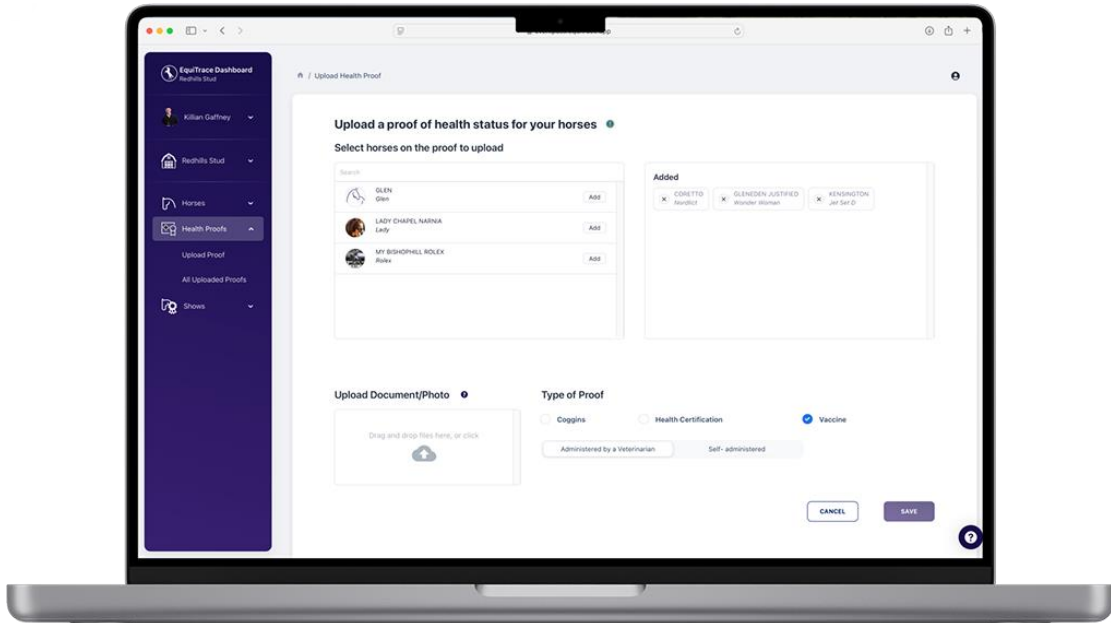 EquiTrace Dashboard
Redhills Stud
Killian Gaffney
Redhills Stud
Horses
Health Proofs
Upload Proof
All Uploaded Proofs
Shows
/ Upload Health Proof
Upload a proof of health status for your horses
Select horses on the proof to upload
Search
GLEN
Glen
Add
LADY CHAPEL NARNIA
Lady
Add
MY BISHOPHILL ROLEX
Rolex
Add
Added
CORETTO
Nordict
GLENEDEN JUSTIFIED
Wonder Woman
KENSINGTON
Jet Set D
Upload Document/Photo
Drag and drop files here, or click
Type of Proof
Coggins
Health Certification
Vaccine
Administered by a Veterinarian
Self- administered
CANCEL
SAVE
?